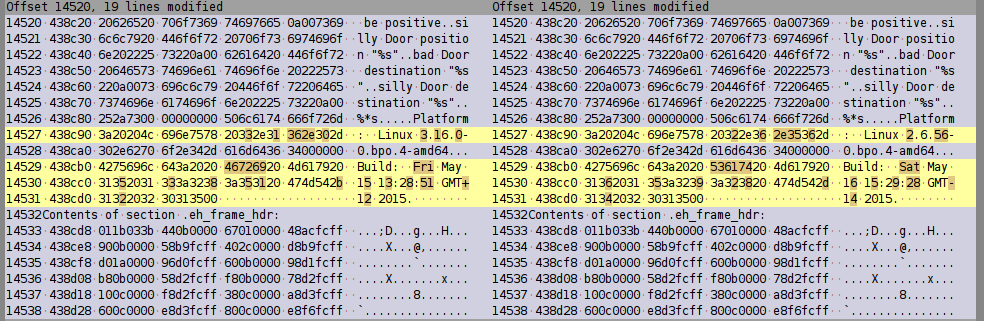 Offset 14520, 19 lines modified
14520 438c20 20626520 706f7369 74697665 0a007369  be positive..si
14521 438c30 6c6c7920 446f6f72 20706f73 6974696f lly Door positio
14522 438c40 6e202225 73220a00 62616420 446f6f72 n "%s"..bad Door
14523 438c50 20646573 74696e61 74696f6e 20222573  destination "%s
14524 438c60 220a0073 696c6c79 20446f6f 72206465 "..silly Door de
14525 438c70 7374696e 6174696f 6e202225 73220a00 stination "%s"..
14526 438c80 252a7300 00000000 506c6174 666f726d %*s.....Platform
14527 438c90 3a20204c 696e7578 20332e31 362e302d :  Linux 3.16.0-
14528 438ca0 302e6270 6f2e342d 616d6436 34000000 0.bpo.4-amd64...
14529 438cb0 4275696c 643a2020 46726920 4d617920 Build:  Fri May
14530 438cc0 31352031 333a3238 3a353120 474d542b 15 13:28:51 GMT+
14531 438cd0 31322032 30313500 12 2015.
14532 Contents of section .eh_frame_hdr:
14533 438cd8 011b033b 440b0000 67010000 48acfcff ...;D...g...H...
14534 438ce8 900b0000 58b9fcff 402c0000 d8b9fcff ....X...@,......
14535 438cf8 d01a0000 96d0fcff 600b0000 98d1fcff ........`.......
14536 438d08 b80b0000 58d2fcff f80b0000 78d2fcff ....X.......x...
14537 438d18 100c0000 f8d2fcff 380c0000 a8d3fcff ........8.......
14538 438d28 600c0000 e8d3fcff 800c0000 e8f6fcff `...............
Offset 14520, 19 lines modified
14520 438c20 20626520 706f7369 74697665 0a007369  be positive..si
14521 438c30 6c6c7920 446f6f72 20706f73 6974696f lly Door positio
14522 438c40 6e202225 73220a00 62616420 446f6f72 n "%s"..bad Door
14523 438c50 20646573 74696e61 74696f6e 20222573  destination "%s
14524 438c60 220a0073 696c6c79 20446f6f 72206465 "..silly Door de
14525 438c70 7374696e 6174696f 6e202225 73220a00 stination "%s"..
14526 438c80 252a7300 00000000 506c6174 666f726d %*s.....Platform
14527 438c90 3a20204c 696e7578 20322e36 2e35362d :  Linux 2.6.56-
14528 438ca0 302e6270 6f2e342d 616d6436 34000000 0.bpo.4-amd64...
14529 438cb0 4275696c 643a2020 53617420 4d617920 Build:  Sat May
14530 438cc0 31362031 353a3239 3a323820 474d542d 16 15:29:28 GMT-
14531 438cd0 31342032 30313500 14 2015.
14532 Contents of section .eh_frame_hdr:
14533 438cd8 011b033b 440b0000 67010000 48acfcff ...;D...g...H...
14534 438ce8 900b0000 58b9fcff 402c0000 d8b9fcff ....X...@,......
14535 438cf8 d01a0000 96d0fcff 600b0000 98d1fcff ........`.......
14536 438d08 b80b0000 58d2fcff f80b0000 78d2fcff ....X.......x...
14537 438d18 100c0000 f8d2fcff 380c0000 a8d3fcff ........8.......
14538 438d28 600c0000 e8d3fcff 800c0000 e8f6fcff `...............